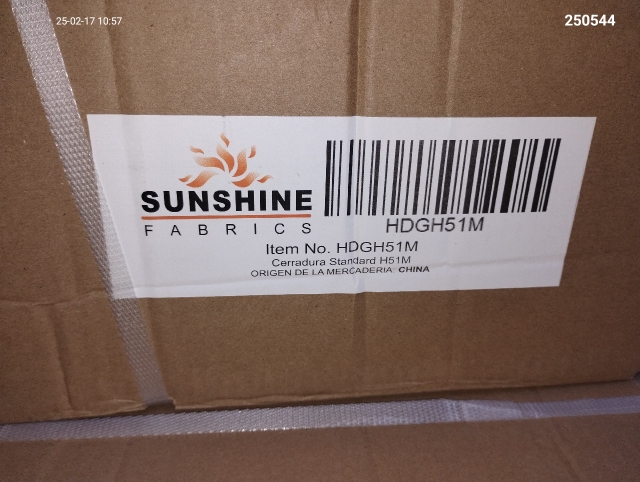 25-02-17 10:57
250544
SUNSHINE
FABRICS
HDGH51M
Item No. HDGH51M
Cerradura Standard H51M
ORIGEN DE LA MERCADERIA: CHINA